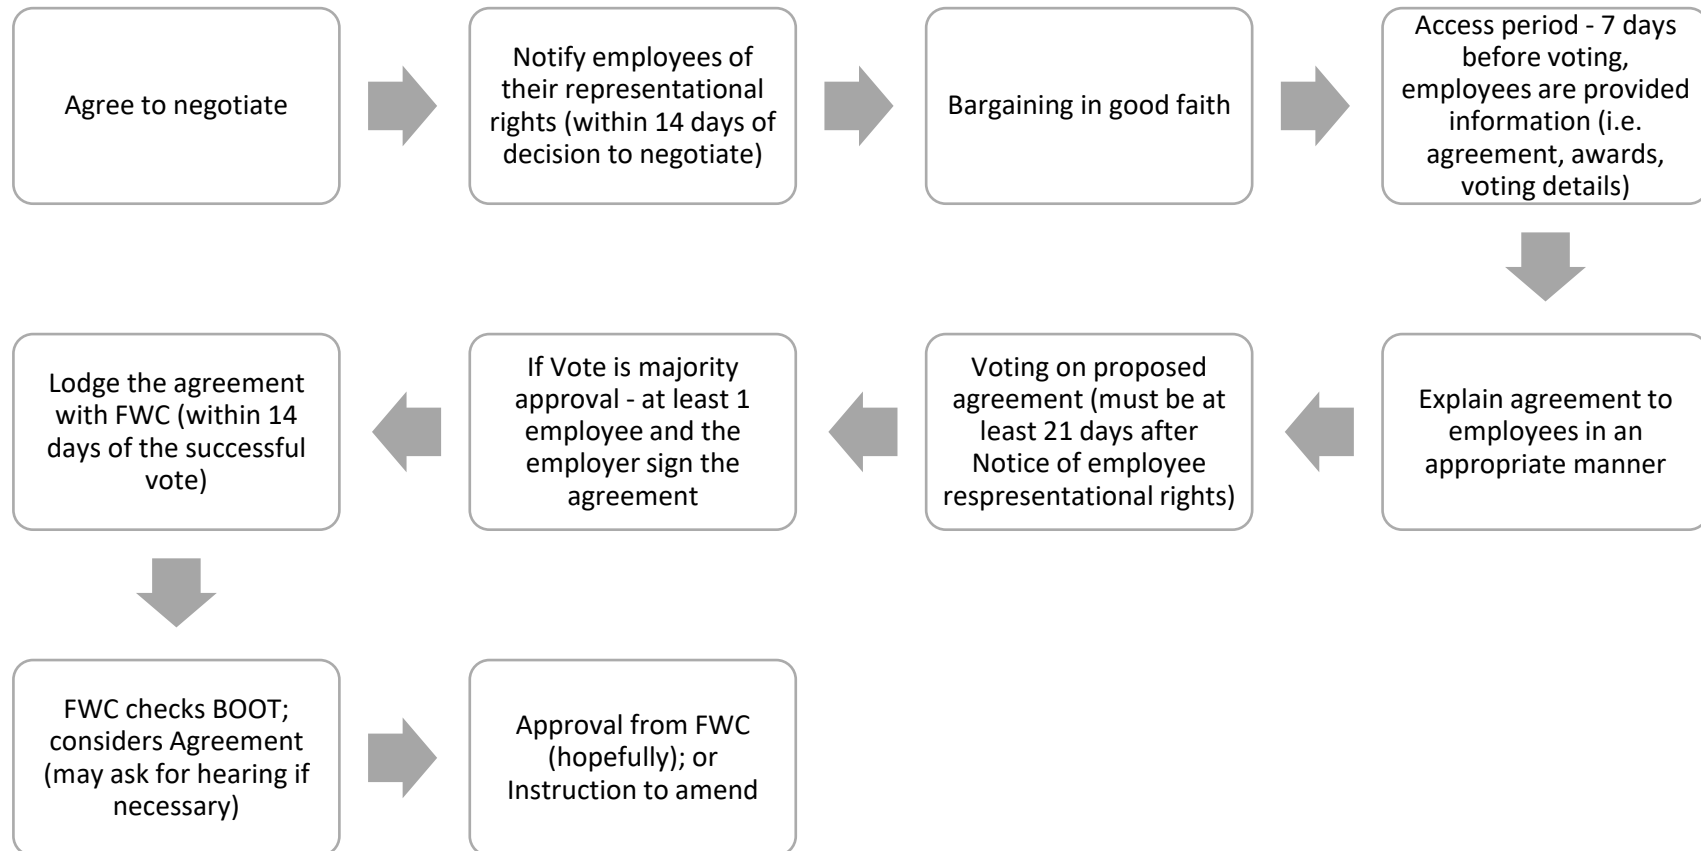 Agree to negotiate
Notify employees of
their representational
rights (within 14 days of
decision to negotiate)
Bargaining in good faith
Access period - 7 days
before voting,
employees are provided
information (i.e.
agreement, awards,
voting details)
Explain agreement to
employees in an
appropriate manner
Voting on proposed
agreement (must be at
least 21 days after
Notice of employee
respresentational rights)
If Vote is majority
approval - at least 1
employee and the
employer sign the
agreement
Lodge the agreement
with FWC (within 14
days of the successful
vote)
FWC checks BOOT;
considers Agreement
(may ask for hearing if
necessary)
Approval from FWC
(hopefully); or
Instruction to amend